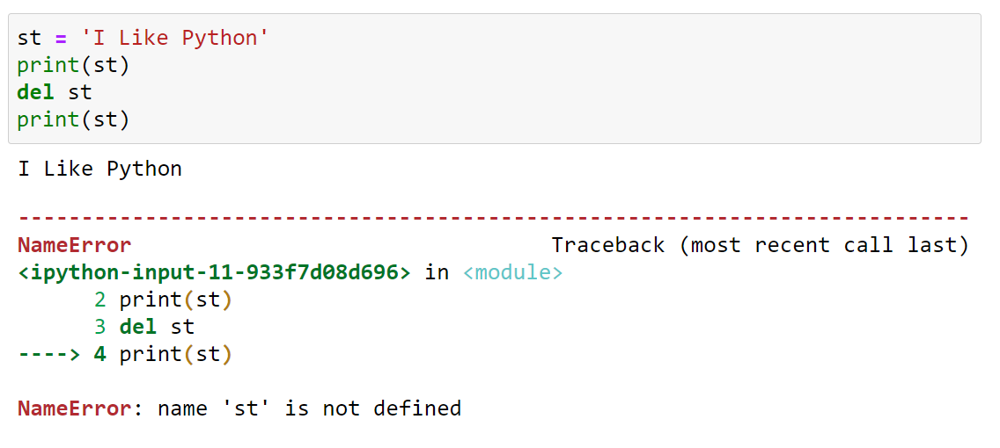 st = 'I Like Python'
print(st)
del st
print(st)
I Like Python
---------------------------------------------------------------------------
NameError                                 Traceback (most recent call last)
<ipython-input-11-933f7d08d696> in <module>
      2 print(st)
      3 del st
----> 4 print(st)
NameError: name 'st' is not defined